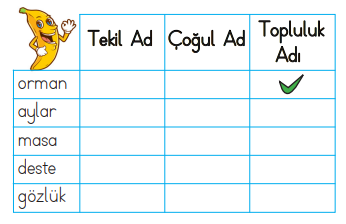 Tekil Ad Çoğul Ad Topluluk Adı
orman
aylar
masa
deste
gözlük